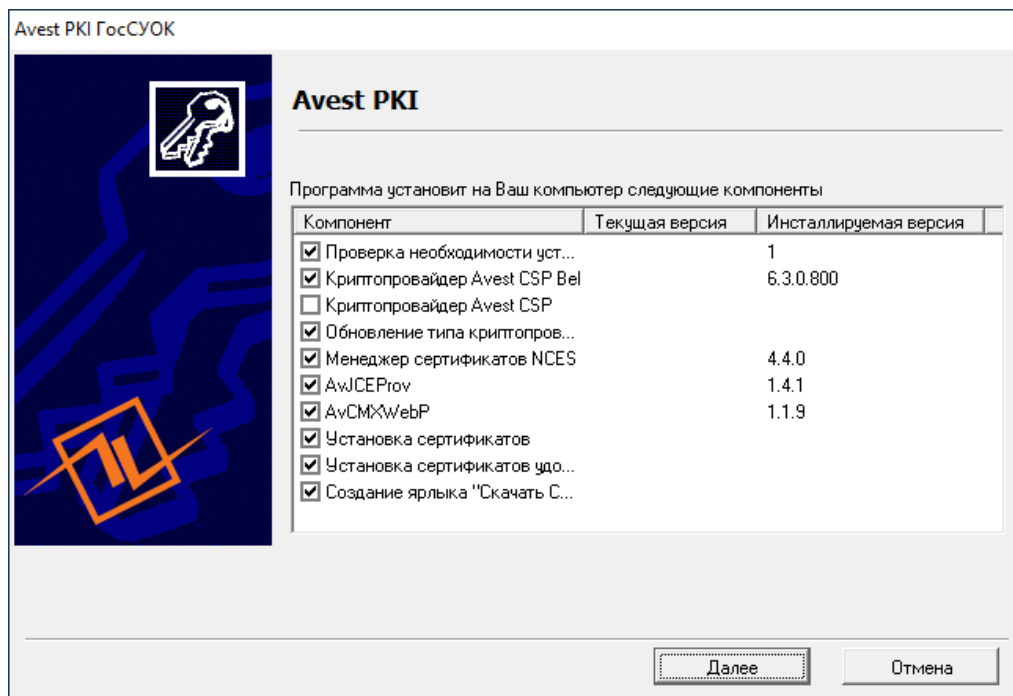 Avest PKI ГосСУОК
Avest PKI
Программа установит на Ваш компьютер следующие компоненты
Компонент Текущая версия Инсталлируемая версия
Проверка необходимости уст... 1
Криптопровайдер Avest CSP Bel 6.3.0.800
Криптопровайдер Avest CSP
Обновление типа криптопров...
Менеджер сертификатов NCES 4.4.0
AvJCEProv 1.4.1
AvCMXWebP 1.1.9
Установка сертификатов
Установка сертификатов удо...
Создание ярлыка "Скачать С...
Далее Отмена